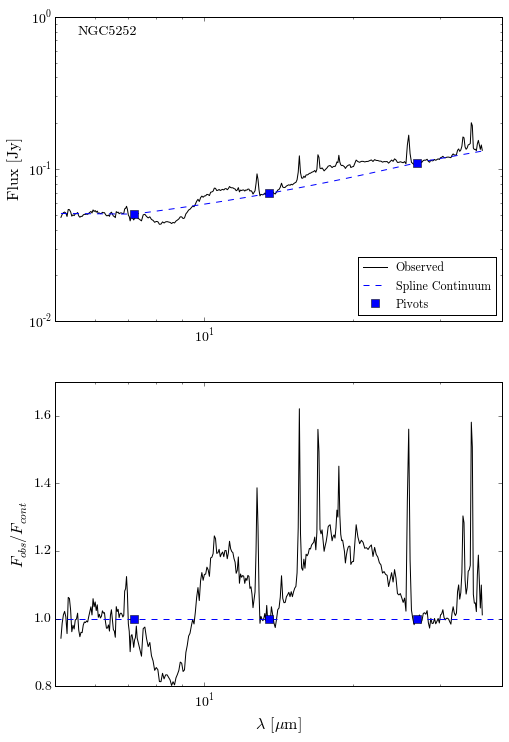 NGC5252
10^0
10^-1
10^-2
Flux [Jy]
Observed
Spline Continuum
Pivots
10^1
1.6
1.4
1.2
1.0
0.8
F_obs/F_cont
10^1
λ [μm]